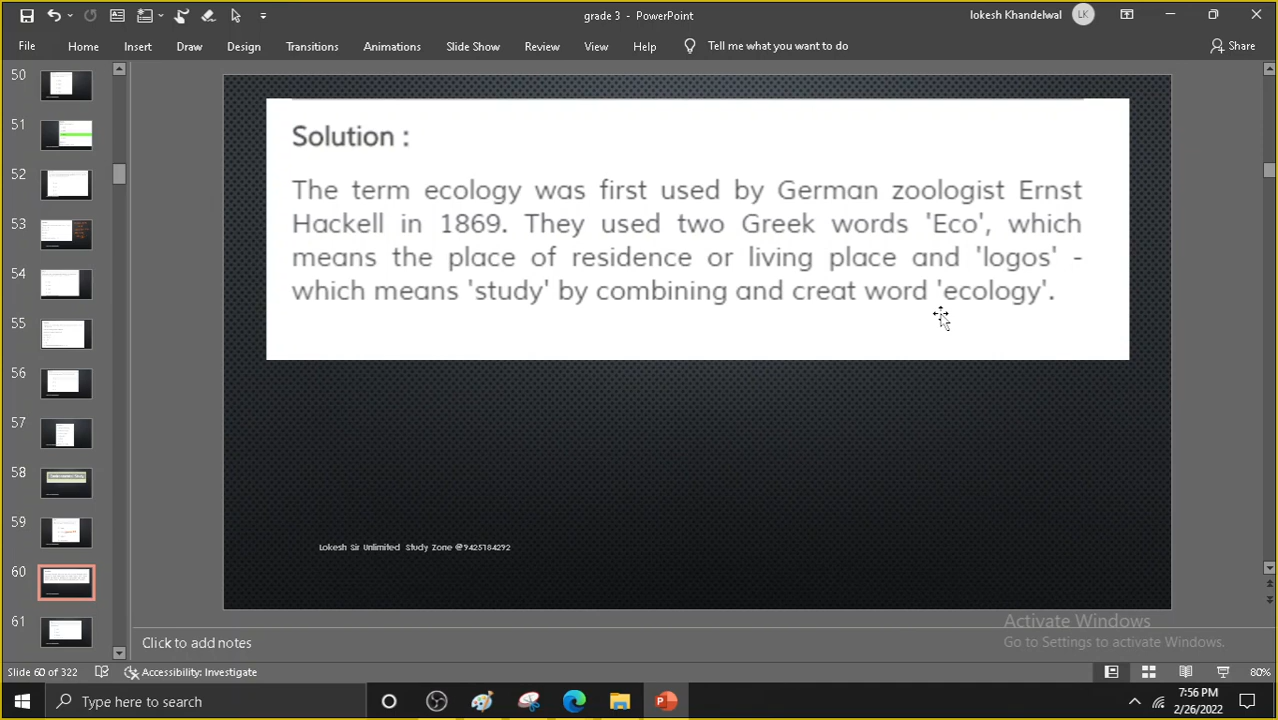 grade 3 - PowerPoint
lokesh Khandelwal
LK
File Home Insert Draw Design Transitions Animations Slide Show Review View Help Tell me what you want to do Share
50
51
52
53
54
55
56
57
58
59
60
61
Solution :
The term ecology was first used by German zoologist Ernst
Hackell in 1869. They used two Greek words 'Eco', which
means the place of residence or living place and 'logos' -
which means 'study' by combining and creat word 'ecology'.
Lokesh Sir Unlimited Study Zone @9425184292
Activate Windows
Go to Settings to activate Windows.
Click to add notes
Slide 60 of 322
Accessibility: Investigate
80%
Type here to search
7:56 PM
2/26/2022